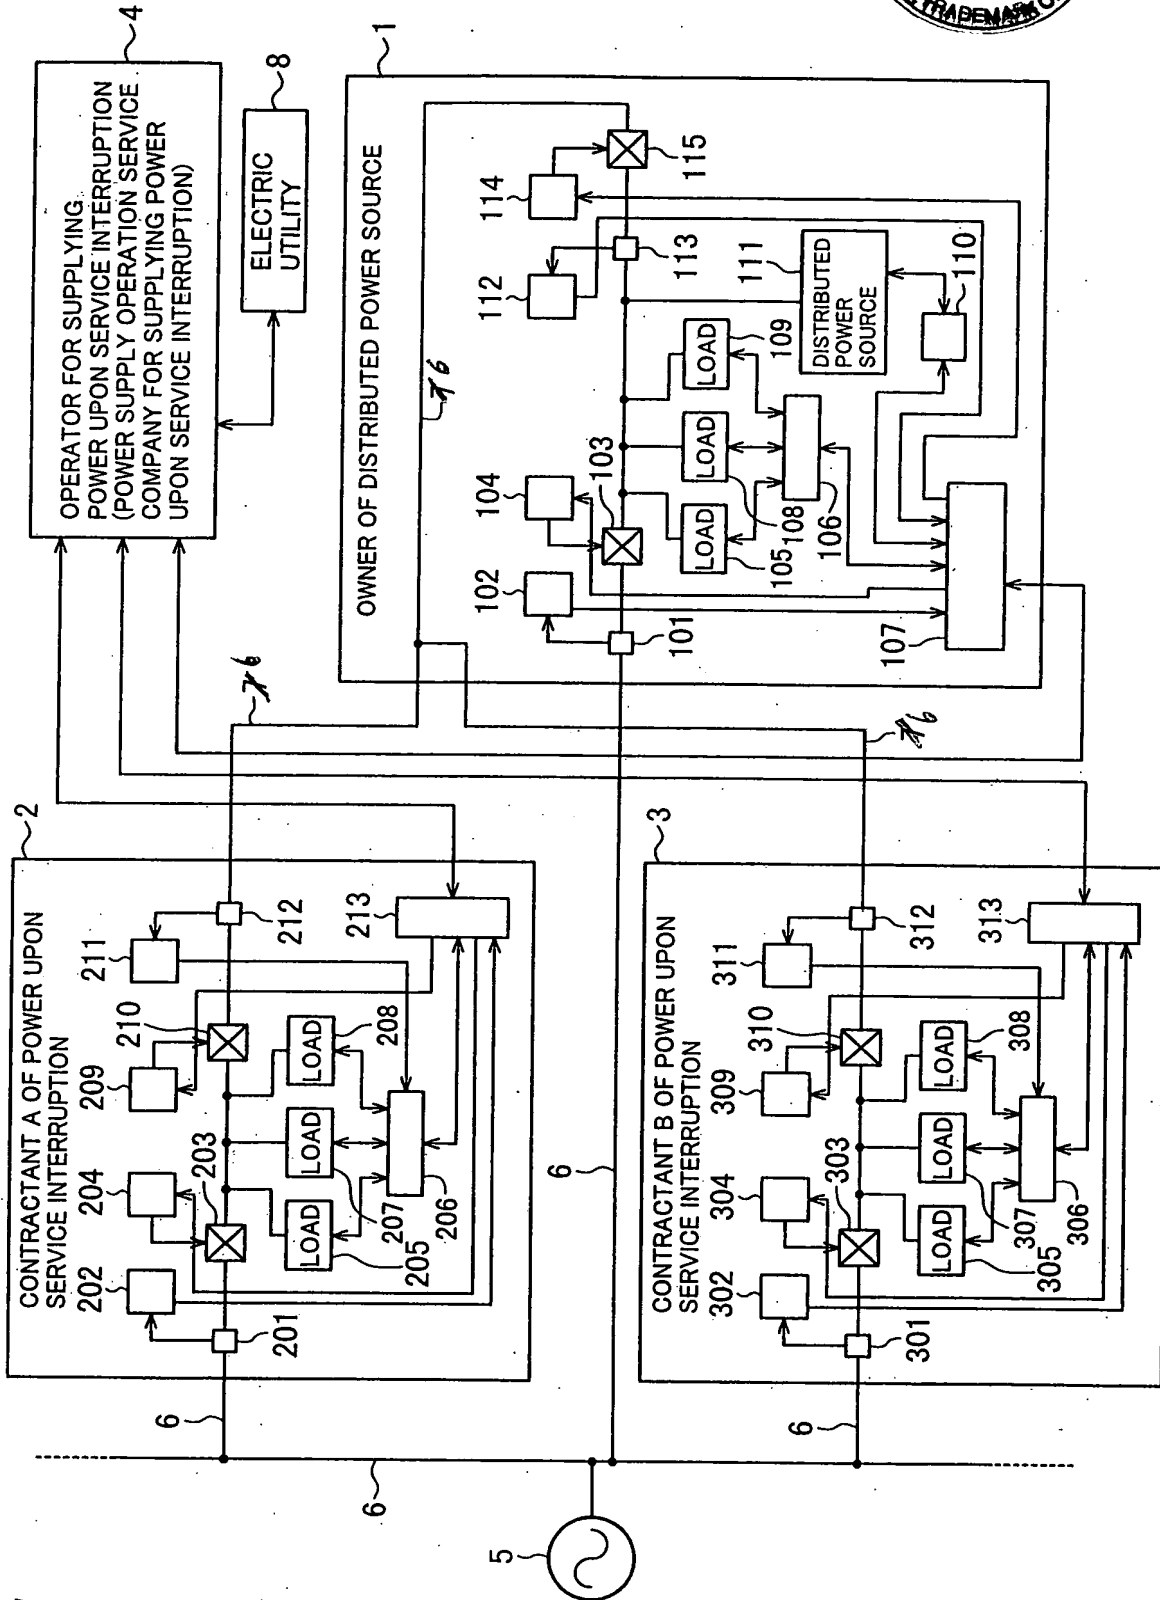 TRADEMARK
4
OPERATOR FOR SUPPLYING
POWER UPON SERVICE INTERRUPTION
(POWER SUPPLY OPERATION SERVICE
COMPANY FOR SUPPLYING POWER
UPON SERVICE INTERRUPTION)
8
ELECTRIC
UTILITY
1
OWNER OF DISTRIBUTED POWER SOURCE
6
6
6
101
102
103
104
LOAD
105
LOAD
108
LOAD
109
106
107
DISTRIBUTED
POWER
SOURCE
111
110
112
113
114
115
2
CONTRACTANT A OF POWER UPON
SERVICE INTERRUPTION
201
202
203
204
LOAD
205
LOAD
207
LOAD
208
206
209
210
211
212
213
3
CONTRACTANT B OF POWER UPON
SERVICE INTERRUPTION
301
302
303
304
LOAD
305
LOAD
307
LOAD
308
306
309
310
311
312
313
6
6
6
6
5